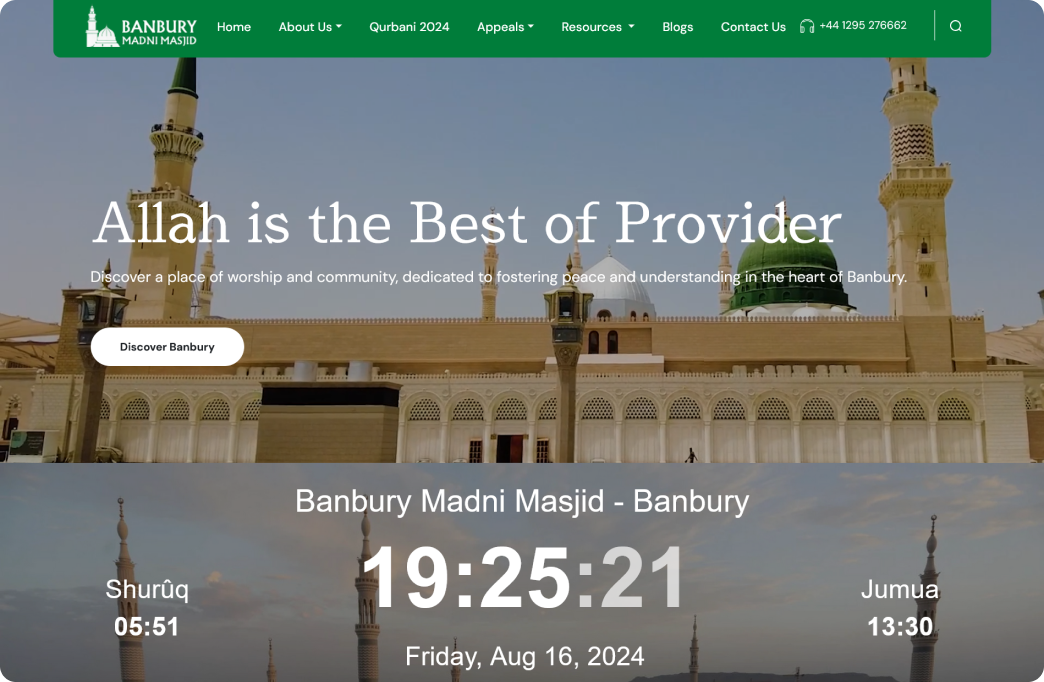 BANBURY
MADNI MASJID
Home About Us Qurbani 2024 Appeals Resources Blogs Contact Us +44 1295 276662
Allah is the Best of Provider
Discover a place of worship and community, dedicated to fostering peace and understanding in the heart of Banbury.
Discover Banbury
Banbury Madni Masjid - Banbury
19:25:21
Shurûq
05:51
Jumua
13:30
Friday, Aug 16, 2024